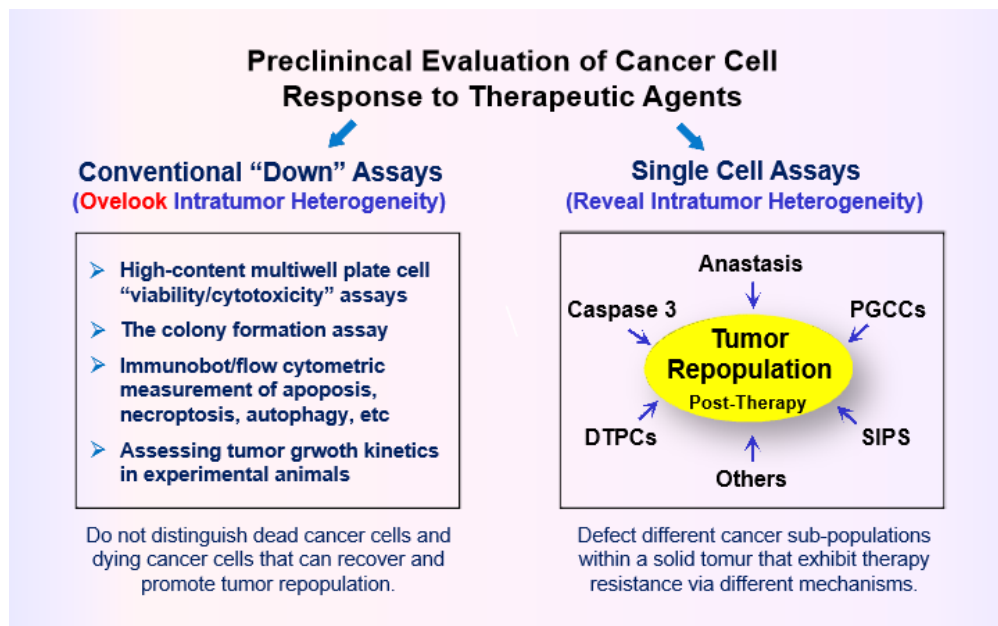 Preclinincal Evaluation of Cancer Cell
Response to Therapeutic Agents
Conventional “Down” Assays
(Ovelook Intratumor Heterogeneity)
High-content multiwell plate cell
“viability/cytotoxicity” assays
The colony formation assay
Immunobot/flow cytometric
measurement of apoposis,
necroptosis, autophagy, etc
Assessing tumor grwoth kinetics
in experimental animals
Do not distinguish dead cancer cells and
dying cancer cells that can recover and
promote tumor repopulation.
Single Cell Assays
(Reveal Intratumor Heterogeneity)
Anastasis
Caspase 3
PGCCs
Tumor
Repopulation
Post-Therapy
DTPCs
SIPS
Others
Defect different cancer sub-populations
within a solid tomur that exhibit therapy
resistance via different mechanisms.